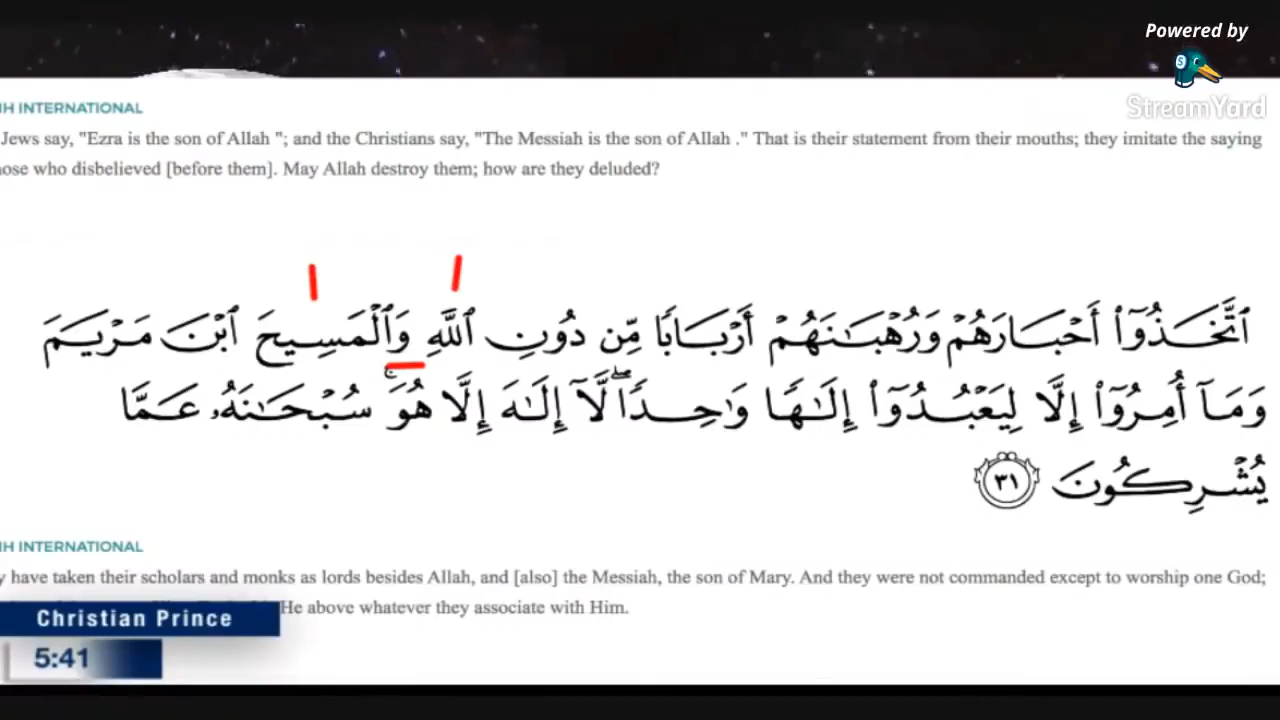 Powered by
StreamYard
IH INTERNATIONAL
Jews say, "Ezra is the son of Allah "; and the Christians say, "The Messiah is the son of Allah ." That is their statement from their mouths; they imitate the saying
ose who disbelieved [before them]. May Allah destroy them; how are they deluded?
ٱتَّخَذُوٓا۟ أَحْبَارَهُمْ وَرُهْبَـٰنَهُمْ أَرْبَابًا مِّن دُونِ ٱللَّهِ وَٱلْمَسِيحَ ٱبْنَ مَرْيَمَ
وَمَآ أُمِرُوٓا۟ إِلَّا لِيَعْبُدُوٓا۟ إِلَـٰهًا وَٰحِدًا ۖ لَّآ إِلَـٰهَ إِلَّا هُوَ ۚ سُبْحَـٰنَهُۥ عَمَّا
يُشْرِكُونَ ٣١
IH INTERNATIONAL
y have taken their scholars and monks as lords besides Allah, and [also] the Messiah, the son of Mary. And they were not commanded except to worship one God;
He above whatever they associate with Him.
Christian Prince
5:41